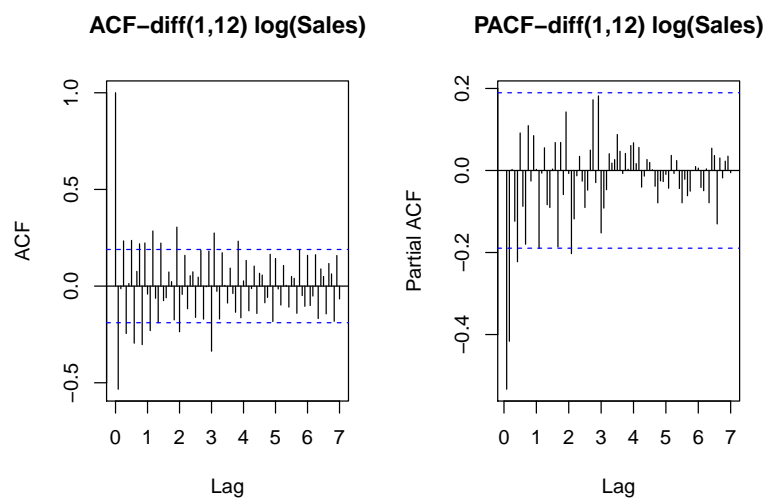 ACF−diff(1,12) log(Sales)
ACF
1.0
0.5
0.0
−0.5
0 1 2 3 4 5 6 7
Lag
PACF−diff(1,12) log(Sales)
Partial ACF
0.2
0.0
−0.2
−0.4
0 1 2 3 4 5 6 7
Lag